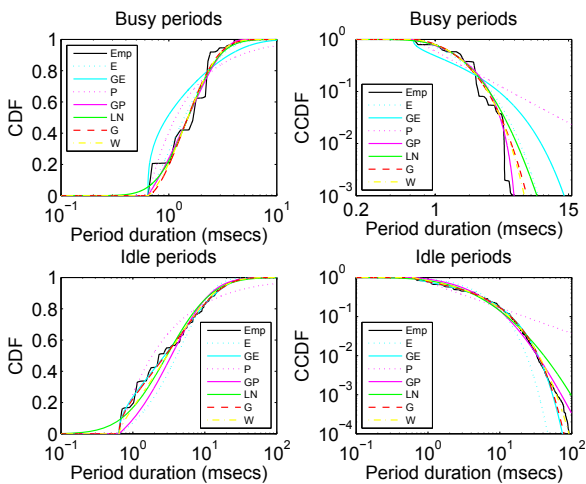 Busy periods
1
0.8
0.6
0.4
0.2
0
CDF
Emp
E
GE
P
GP
LN
G
W
10^-1
10^0
10^1
Period duration (msecs)
Busy periods
10^0
10^-1
10^-2
10^-3
CCDF
Emp
E
GE
P
GP
LN
G
W
0.2
1
15
Period duration (msecs)
Idle periods
1
0.8
0.6
0.4
0.2
0
CDF
Emp
E
GE
P
GP
LN
G
W
10^-1
10^0
10^1
10^2
Period duration (msecs)
Idle periods
10^0
10^-1
10^-2
10^-3
10^-4
CCDF
Emp
E
GE
P
GP
LN
G
W
10^-1
10^0
10^1
10^2
Period duration (msecs)